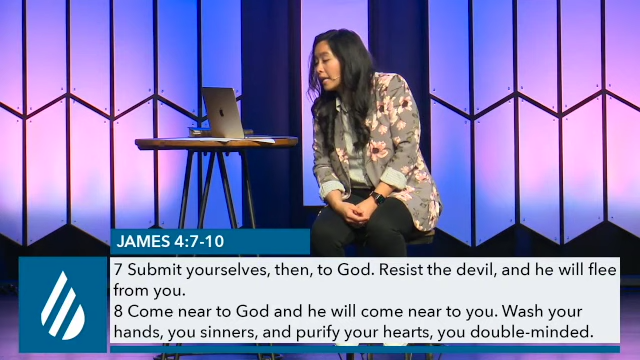 JAMES 4:7-10
7 Submit yourselves, then, to God. Resist the devil, and he will flee
from you.
8 Come near to God and he will come near to you. Wash your
hands, you sinners, and purify your hearts, you double-minded.